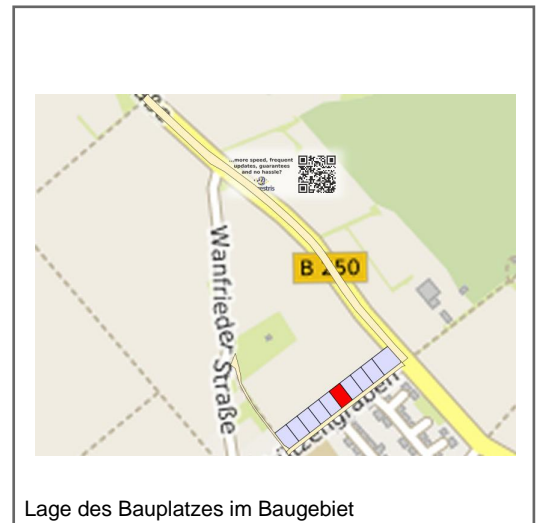 ...more speed, frequent
updates, guarantees
and no hassle?
B 250
Wanfrieder Straße
Lage des Bauplatzes im Baugebiet